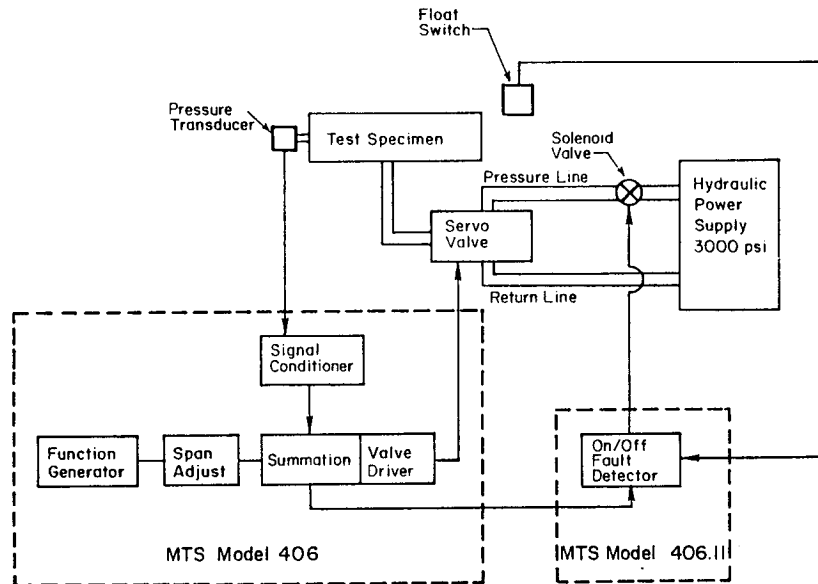 Float
Switch
Pressure
Transducer
Test Specimen
Solenoid
Valve
Pressure Line
Hydraulic
Power
Supply
3000 psi
Servo
Valve
Return Line
Signal
Conditioner
Function
Generator
Span
Adjust
Summation
Valve
Driver
On/Off
Fault
Detector
MTS Model 406
MTS Model 406.11